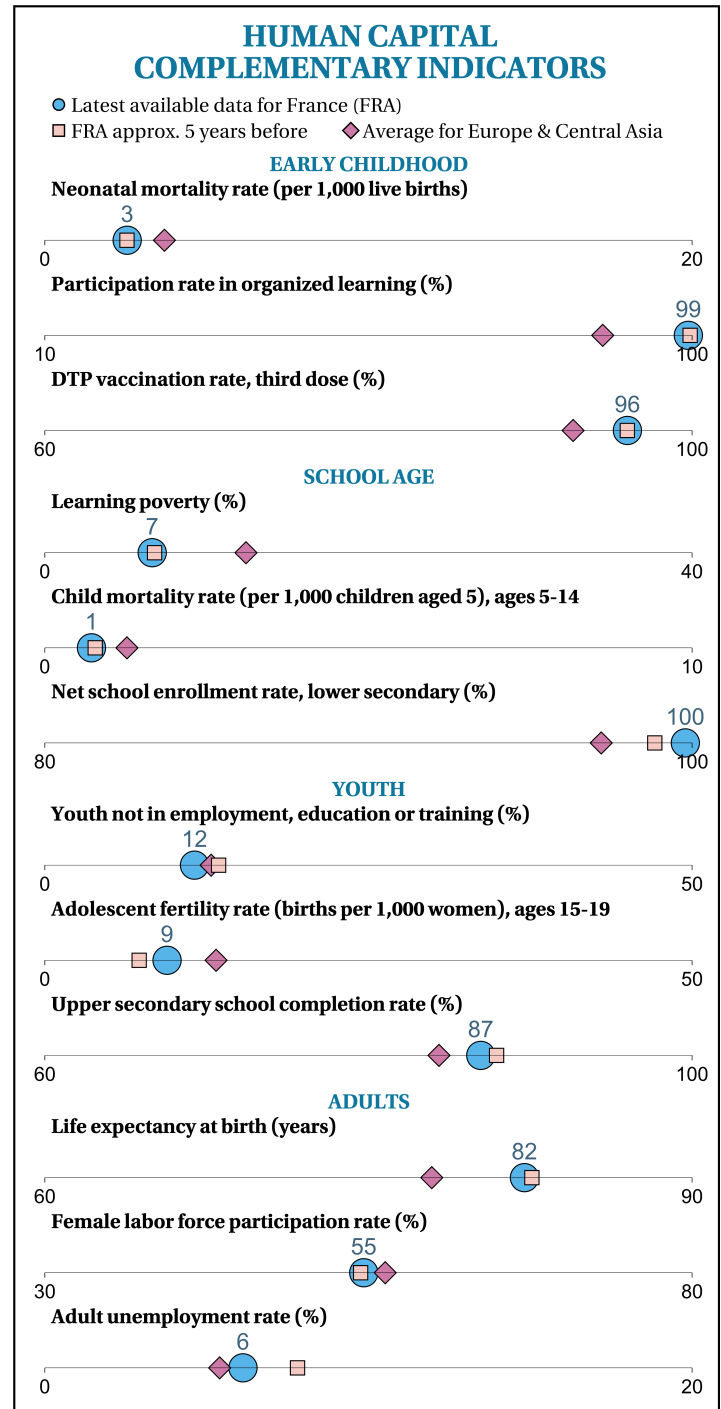 HUMAN CAPITAL
COMPLEMENTARY INDICATORS
Latest available data for France (FRA)
FRA approx. 5 years before Average for Europe & Central Asia
EARLY CHILDHOOD
Neonatal mortality rate (per 1,000 live births)
3
0 20
Participation rate in organized learning (%)
99
10 100
DTP vaccination rate, third dose (%)
96
60 100
SCHOOL AGE
Learning poverty (%)
7
0 40
Child mortality rate (per 1,000 children aged 5), ages 5-14
1
0 10
Net school enrollment rate, lower secondary (%)
100
80 100
YOUTH
Youth not in employment, education or training (%)
12
0 50
Adolescent fertility rate (births per 1,000 women), ages 15-19
9
0 50
Upper secondary school completion rate (%)
87
60 100
ADULTS
Life expectancy at birth (years)
82
60 90
Female labor force participation rate (%)
55
30 80
Adult unemployment rate (%)
6
0 20